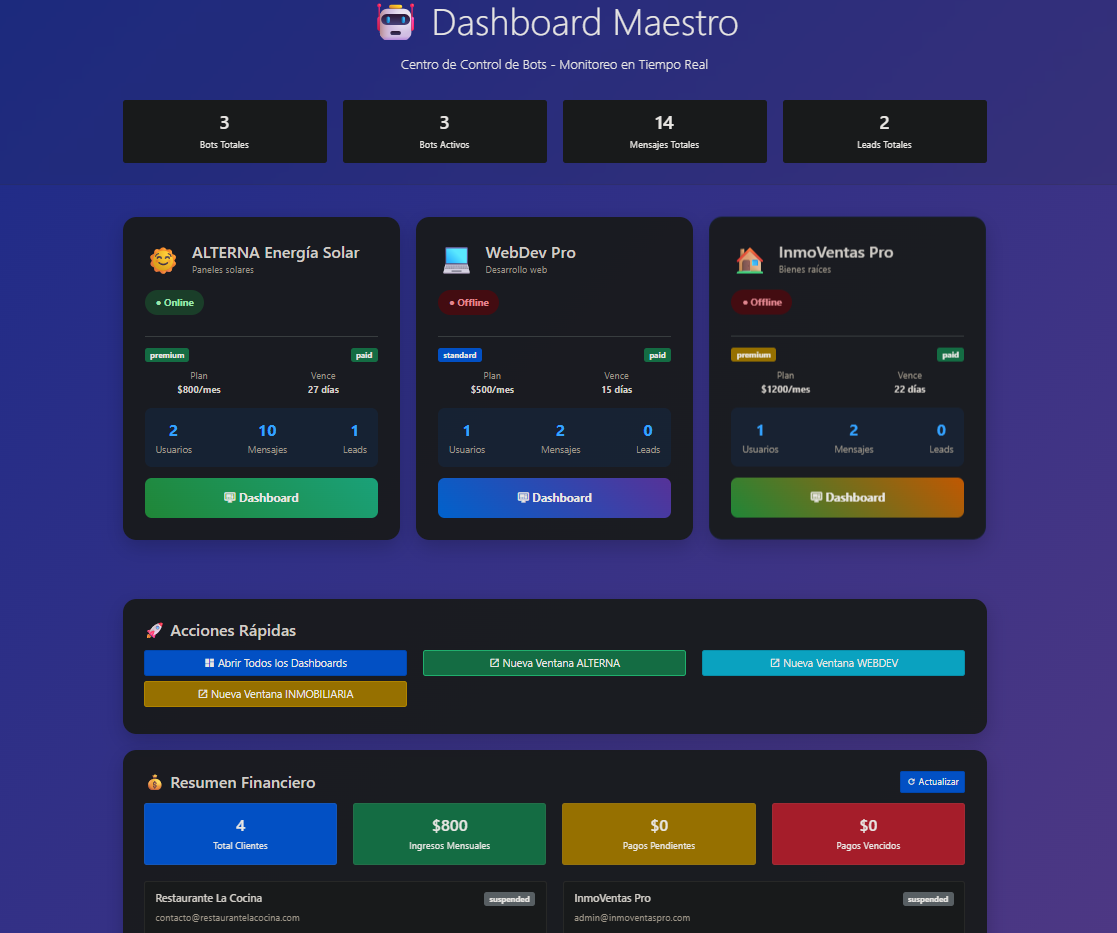 Dashboard Maestro
Centro de Control de Bots - Monitoreo en Tiempo Real
3
Bots Totales
3
Bots Activos
14
Mensajes Totales
2
Leads Totales
ALTERNA Energía Solar
Paneles solares
● Online
premium
paid
Plan
$800/mes
Vence
27 días
2
Usuarios
10
Mensajes
1
Leads
Dashboard
WebDev Pro
Desarrollo web
● Offline
standard
paid
Plan
$500/mes
Vence
15 días
1
Usuarios
2
Mensajes
0
Leads
Dashboard
InmoVentas Pro
Bienes raíces
● Offline
premium
paid
Plan
$1200/mes
Vence
22 días
1
Usuarios
2
Mensajes
0
Leads
Dashboard
Acciones Rápidas
Abrir Todos los Dashboards
Nueva Ventana ALTERNA
Nueva Ventana WEBDEV
Nueva Ventana INMOBILIARIA
Resumen Financiero
Actualizar
4
Total Clientes
$800
Ingresos Mensuales
$0
Pagos Pendientes
$0
Pagos Vencidos
Restaurante La Cocina
suspended
contacto@restaurantelacocina.com
InmoVentas Pro
suspended
admin@inmoventaspro.com